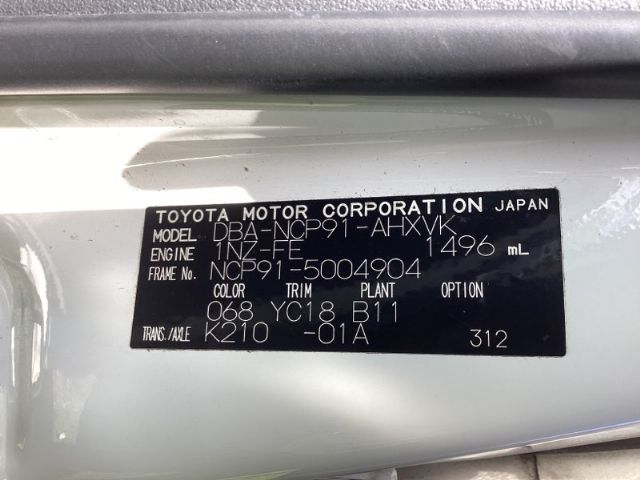 TOYOTA MOTOR CORPORATION JAPAN
MODEL DBA-NCP91-AHXVK
ENGINE 1NZ-FE 1496 mL
FRAME No. NCP91-5004904
COLOR TRIM PLANT OPTION
068 YC18 B11
TRANS./AXLE K210 -01A 312